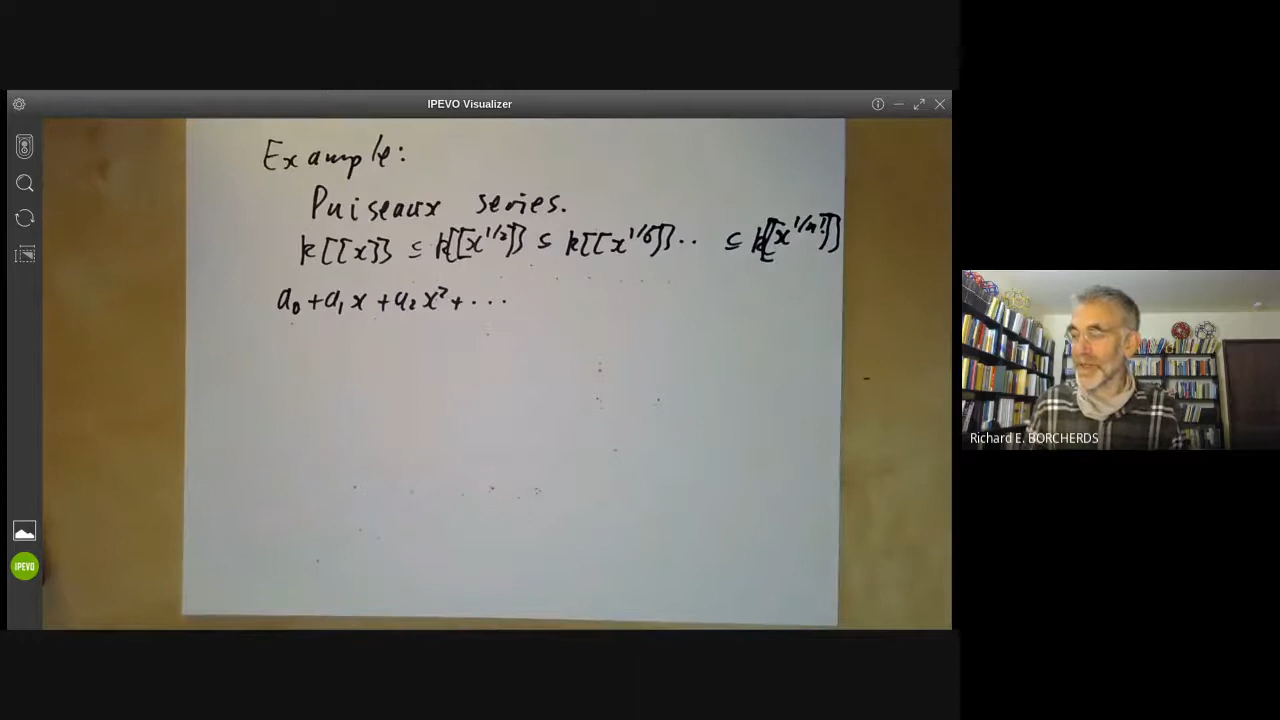 IPEVO Visualizer
Example:
Puiseaux series.
k[[x]] ⊆ k[[x^{1/2}]] ⊆ k[[x^{1/6}]]·· ⊆ k[[x^{1/n!}]]
a₀ + a₁x + a₂x² + ...
Richard E. BORCHERDS
IPEVO